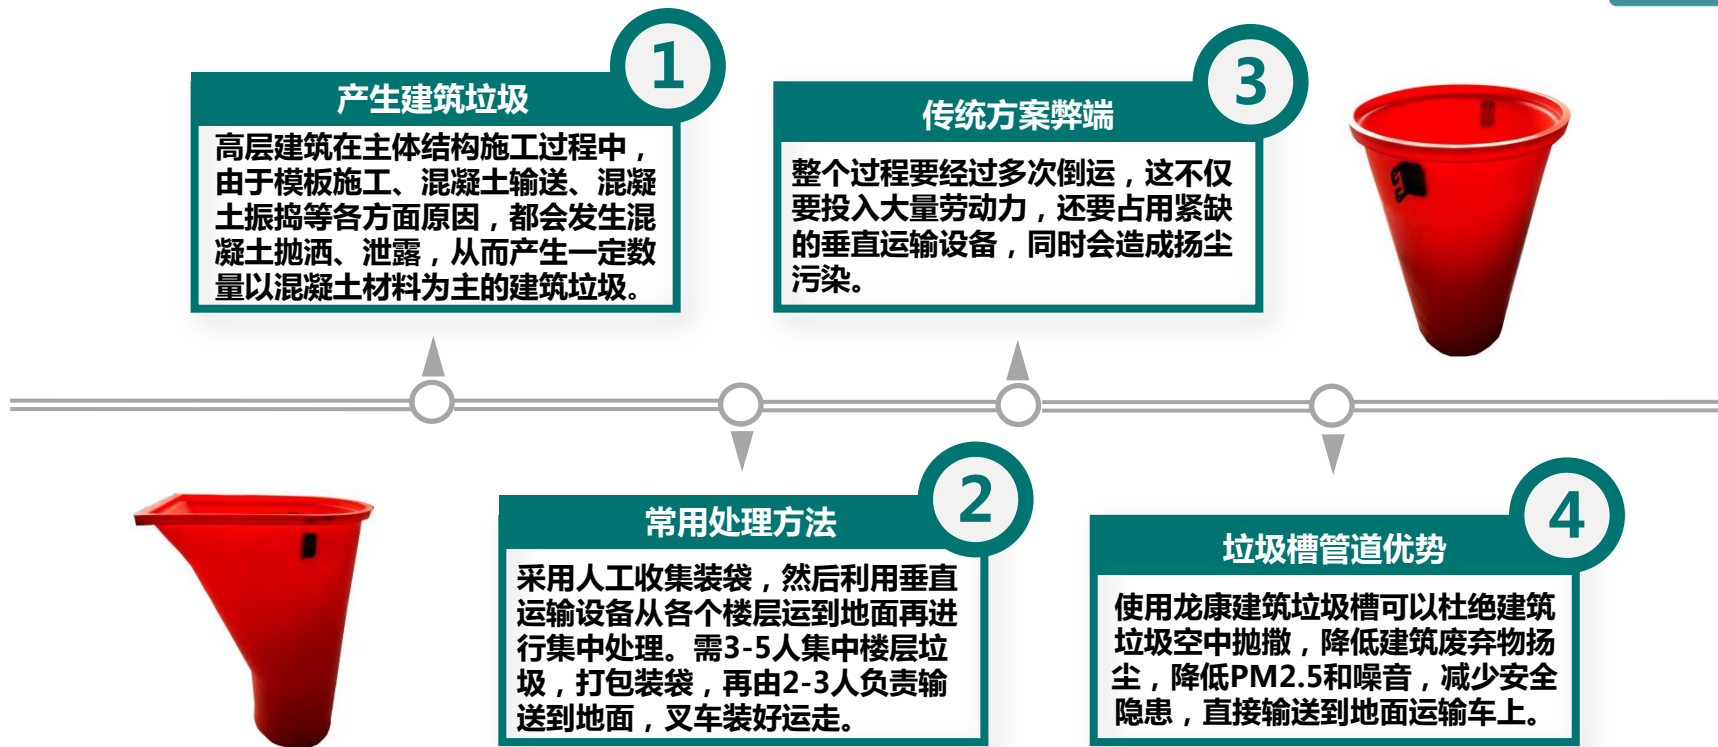 1
产生建筑垃圾
高层建筑在主体结构施工过程中，
由于模板施工、混凝土输送、混凝
土振捣等各方面原因，都会发生混
凝土抛洒、泄露，从而产生一定数
量以混凝土材料为主的建筑垃圾。
2
常用处理方法
采用人工收集装袋，然后利用垂直
运输设备从各个楼层运到地面再进
行集中处理。需3-5人集中楼层垃
圾，打包装袋，再由2-3人负责输
送到地面，叉车装好运走。
3
传统方案弊端
整个过程要经过多次倒运，这不仅
要投入大量劳动力，还要占用紧缺
的垂直运输设备，同时会造成扬尘
污染。
4
垃圾槽管道优势
使用龙康建筑垃圾槽可以杜绝建筑
垃圾空中抛撒，降低建筑废弃物扬
尘，降低PM2.5和噪音，减少安全
隐患，直接输送到地面运输车上。